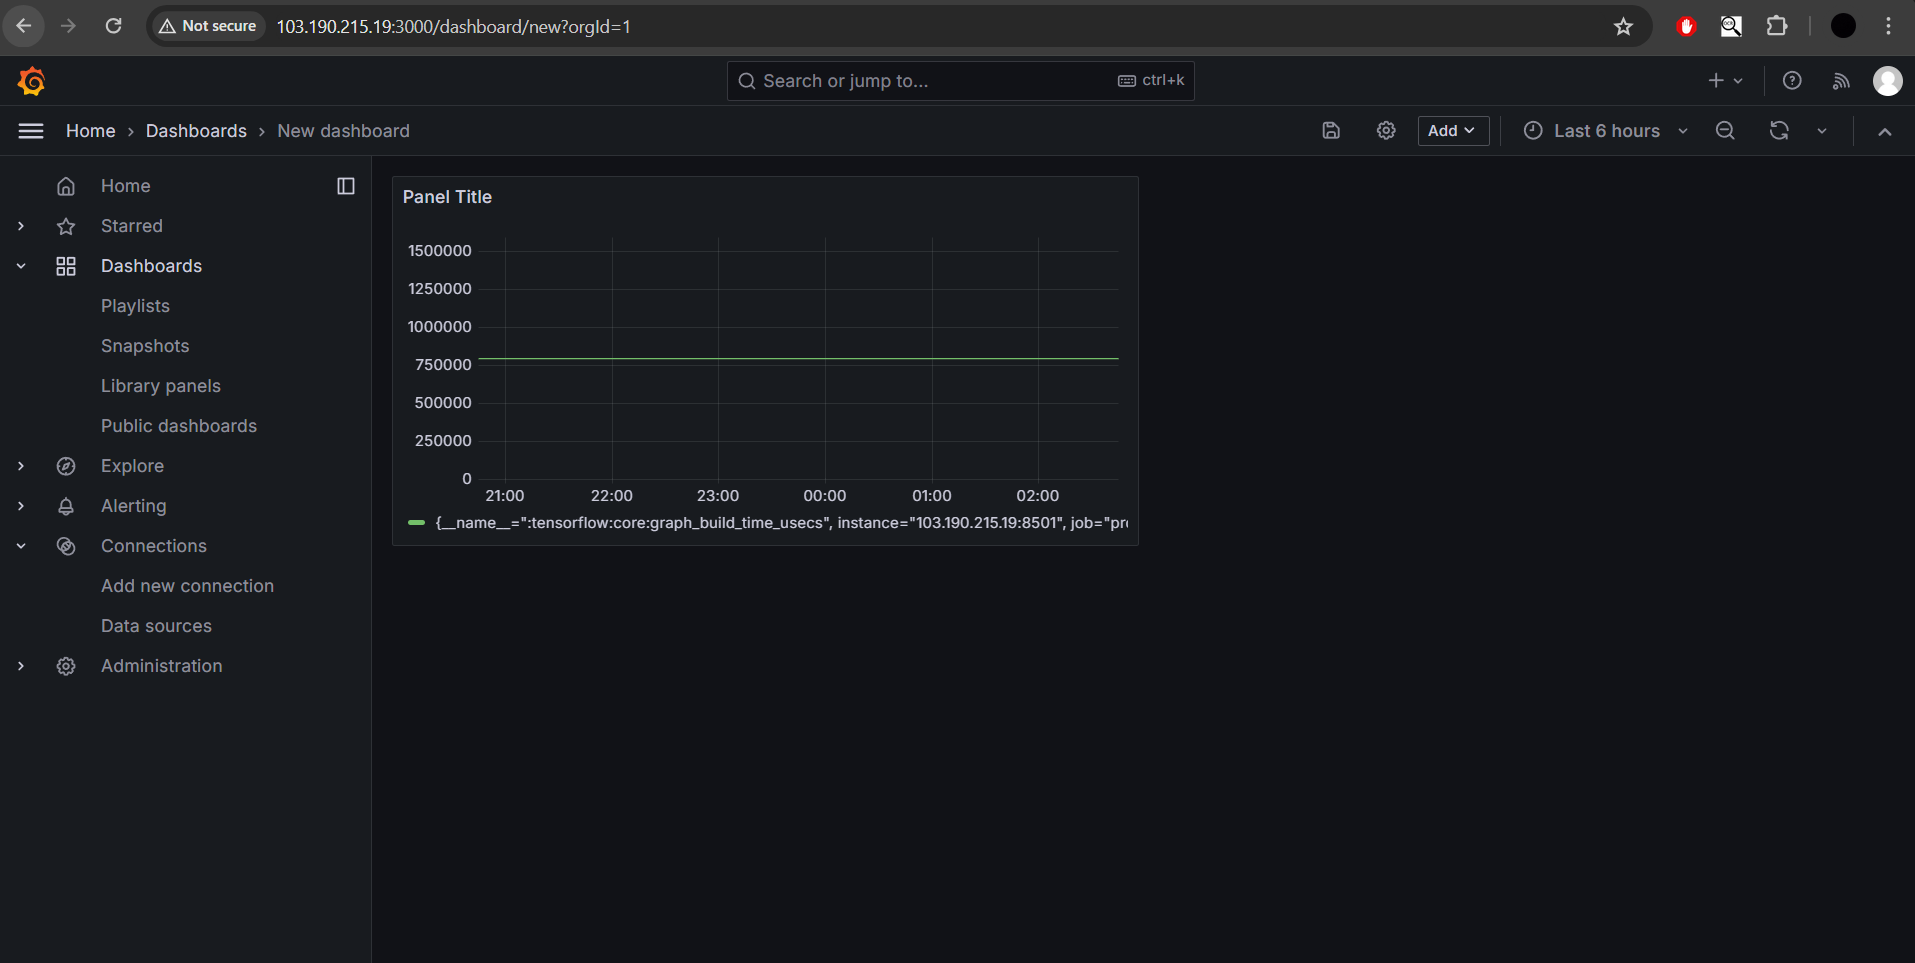 Not secure 103.190.215.19:3000/dashboard/new?orgId=1
Search or jump to... ctrl+k
Home › Dashboards › New dashboard
Add
Last 6 hours
Home
Starred
Dashboards
Playlists
Snapshots
Library panels
Public dashboards
Explore
Alerting
Connections
Add new connection
Data sources
Administration
Panel Title
1500000
1250000
1000000
750000
500000
250000
0
21:00 22:00 23:00 00:00 01:00 02:00
{__name__=":tensorflow:core:graph_build_time_usecs", instance="103.190.215.19:8501", job="pr